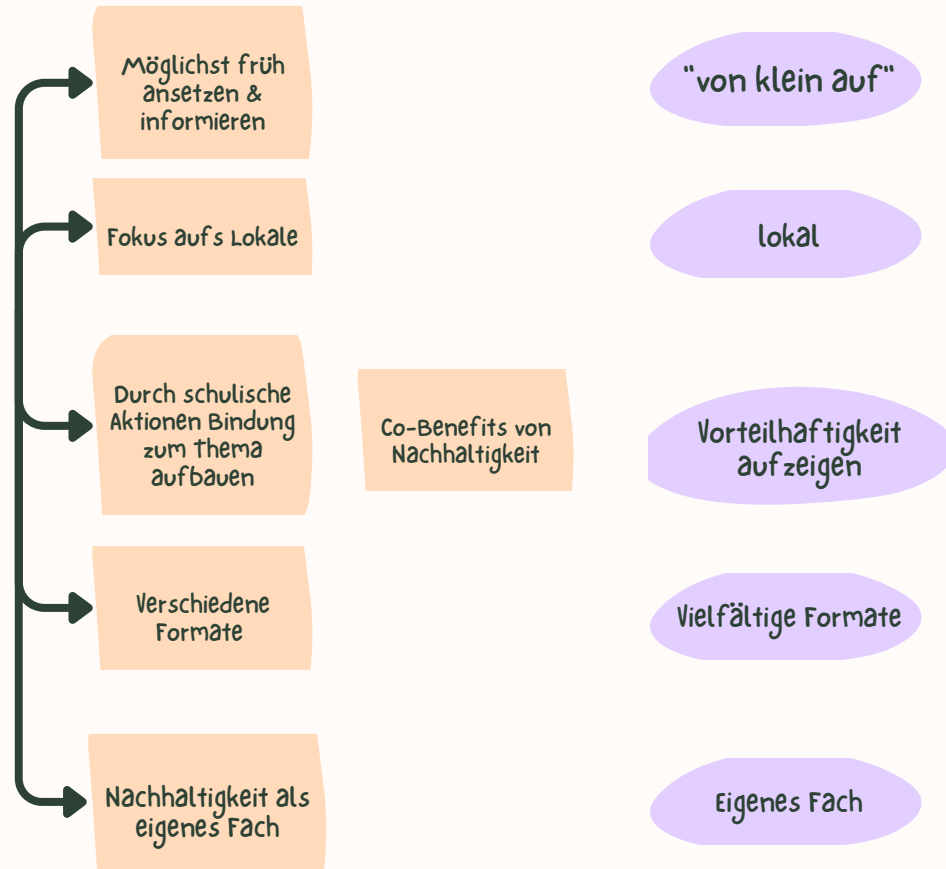 Möglichst früh
ansetzen &
informieren
"von klein auf"
Fokus aufs Lokale
lokal
Durch schulische
Aktionen Bindung
zum Thema
aufbauen
Co-Benefits von
Nachhaltigkeit
Vorteilhaftigkeit
aufzeigen
Verschiedene
Formate
Vielfältige Formate
Nachhaltigkeit als
eigenes Fach
Eigenes Fach